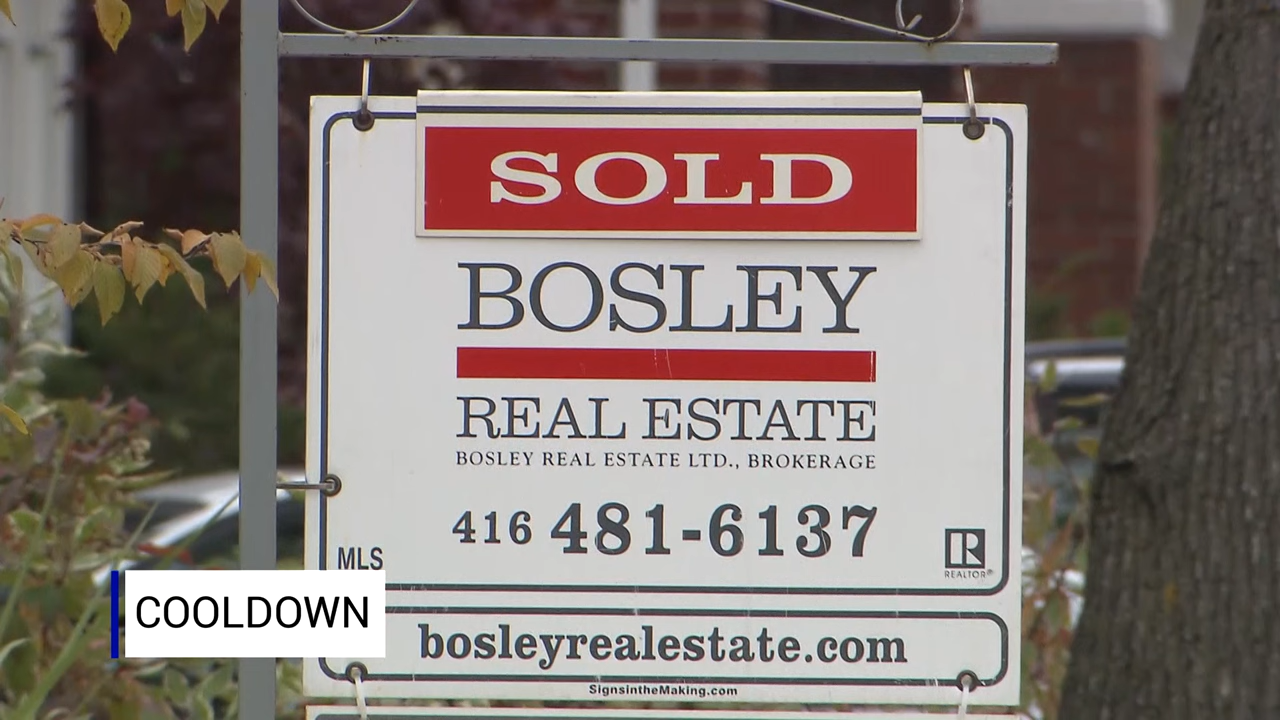 SOLD
BOSLEY
REAL ESTATE
BOSLEY REAL ESTATE LTD., BROKERAGE
416 481-6137
MLS
REALTOR®
COOLDOWN
bosleyrealestate.com
SignsintheMaking.com